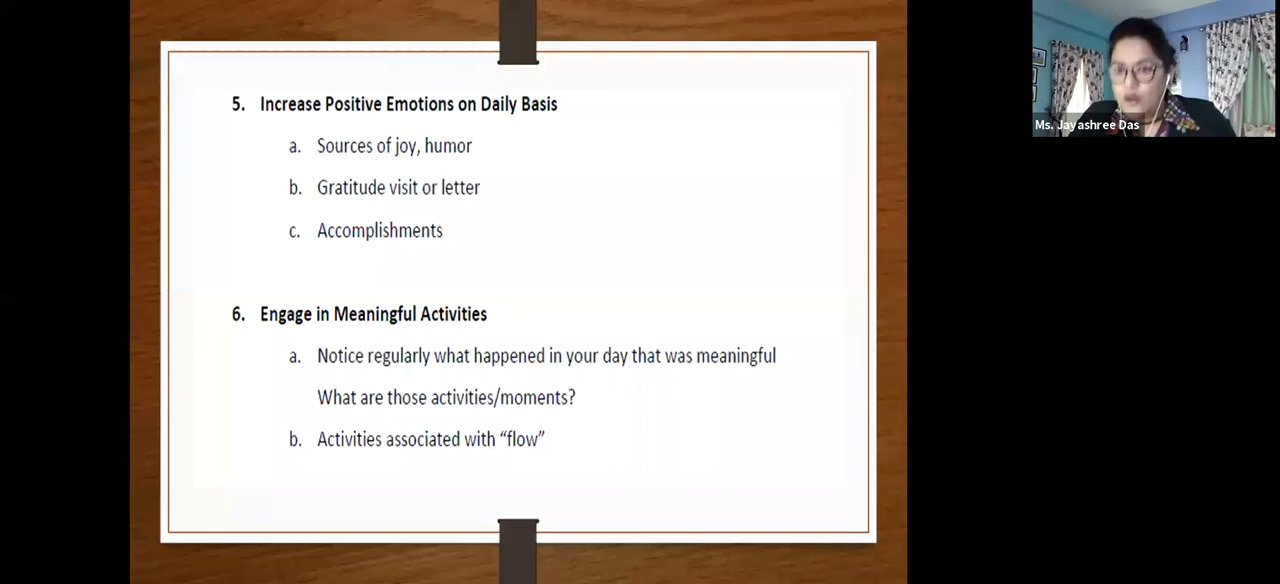 5. Increase Positive Emotions on Daily Basis
a. Sources of joy, humor
b. Gratitude visit or letter
c. Accomplishments
6. Engage in Meaningful Activities
a. Notice regularly what happened in your day that was meaningful
What are those activities/moments?
b. Activities associated with “flow”
Ms. Jayashree Das